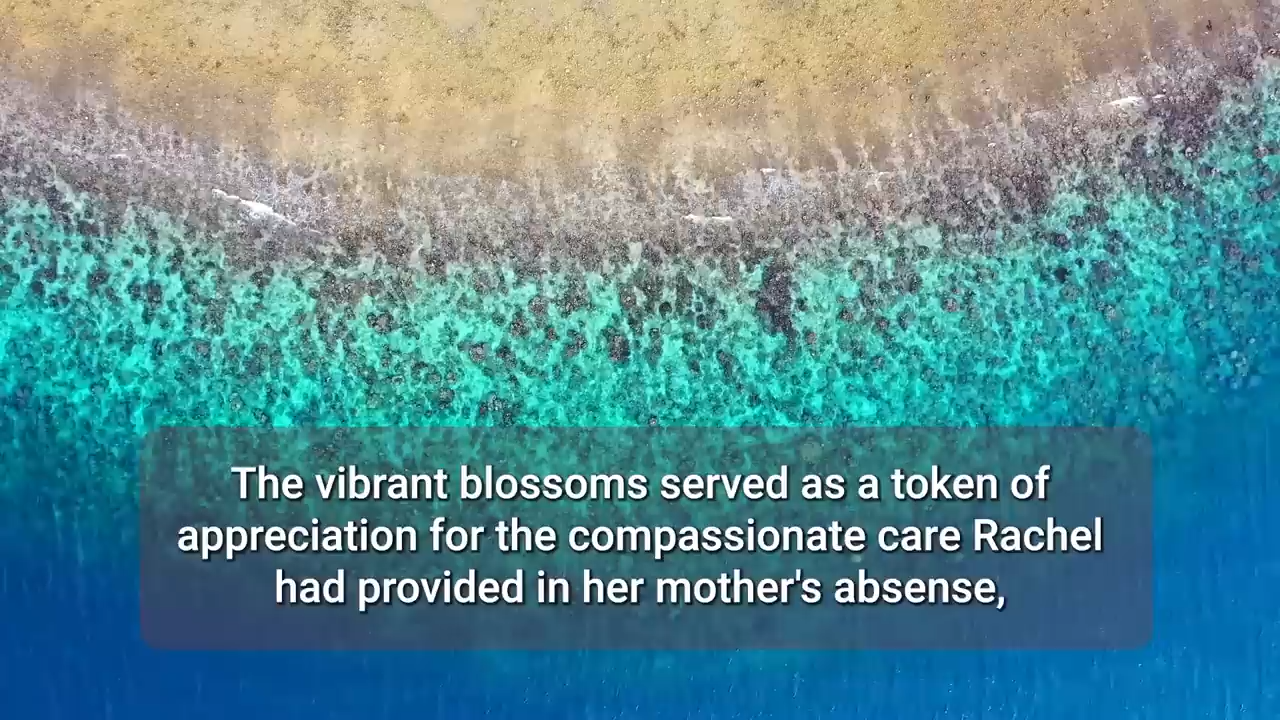 The vibrant blossoms served as a token of
appreciation for the compassionate care Rachel
had provided in her mother's absense,